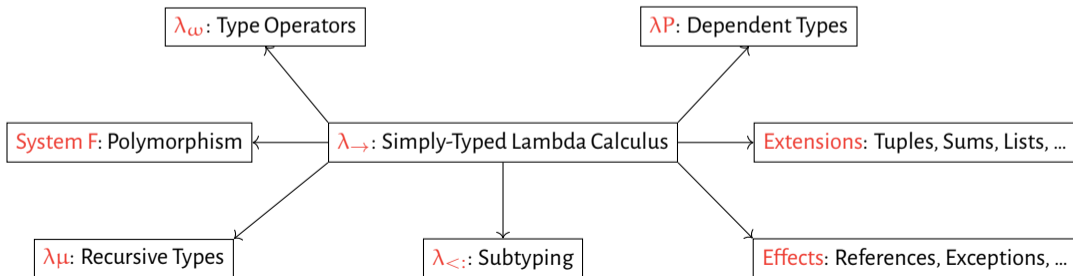 λω: Type Operators
λP: Dependent Types
System F: Polymorphism
λ→: Simply-Typed Lambda Calculus
Extensions: Tuples, Sums, Lists, ...
λμ: Recursive Types
λ<:: Subtyping
Effects: References, Exceptions, ...